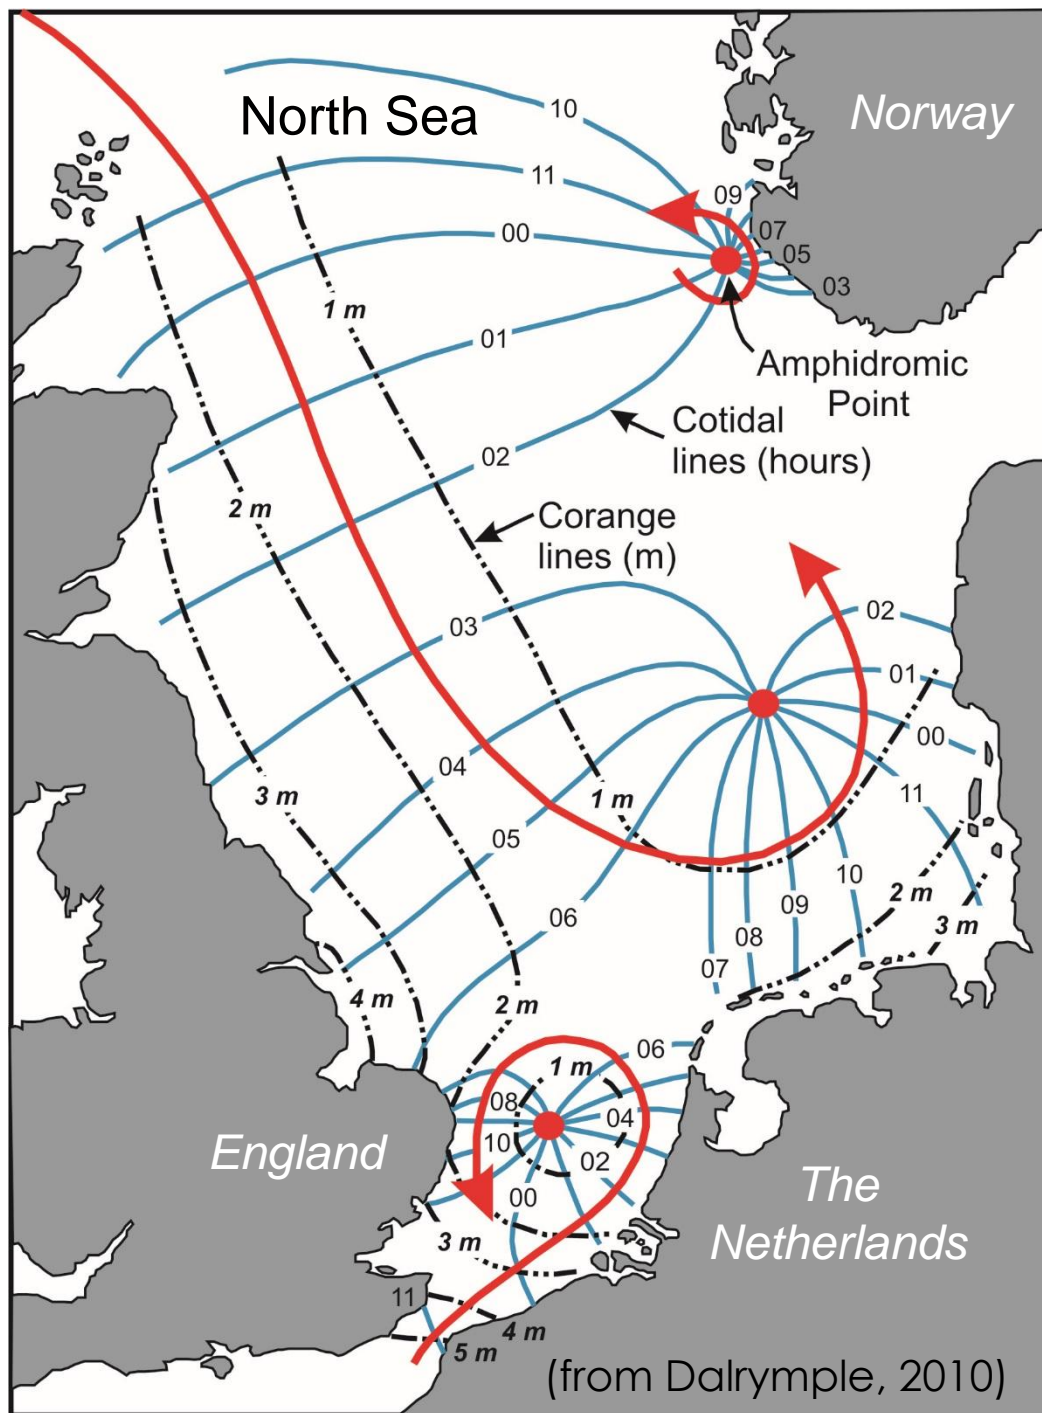 North Sea
Norway
10
11
09
07
00
05
03
1 m
01
Amphidromic
Point
Cotidal
lines (hours)
02
2 m
Corange
lines (m)
03
02
01
00
04
3 m
1 m
11
05
10
2 m
09
06
3 m
08
07
4 m
2 m
06
1 m
08
04
10
England
02
The
Netherlands
00
3 m
11
4 m
5 m
(from Dalrymple, 2010)